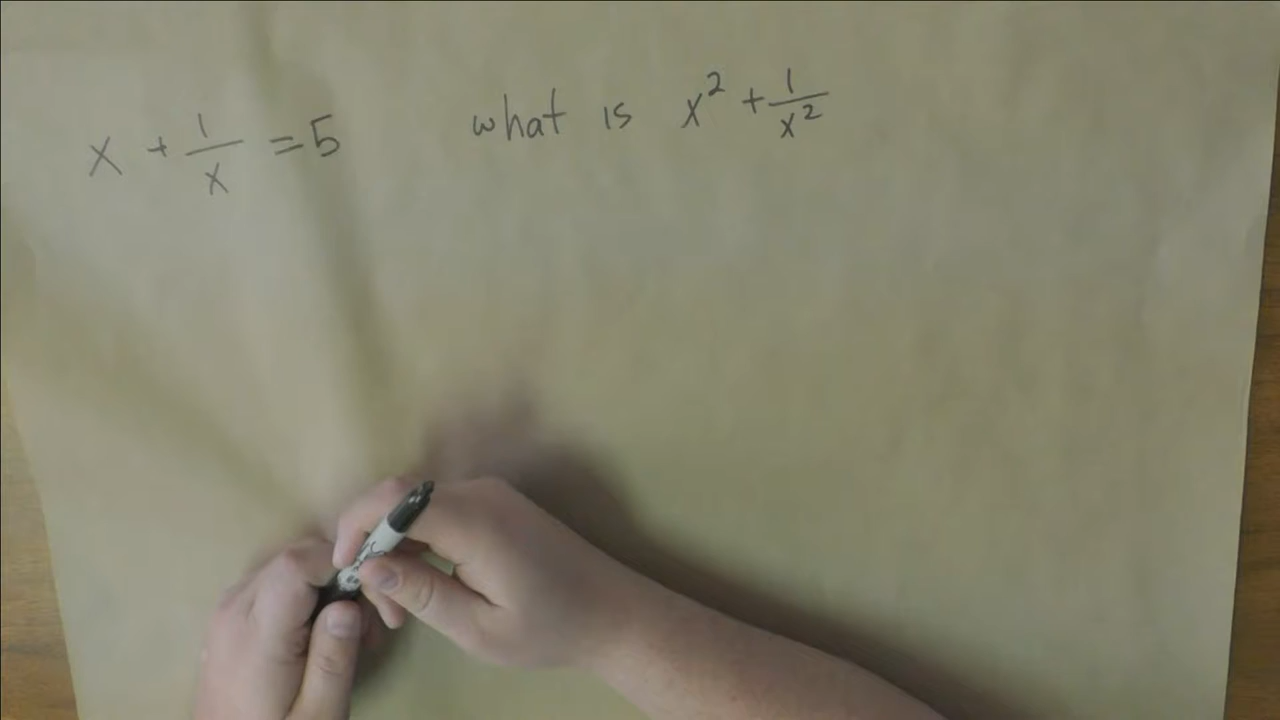 x + 1/x = 5 what is x² + 1/x²